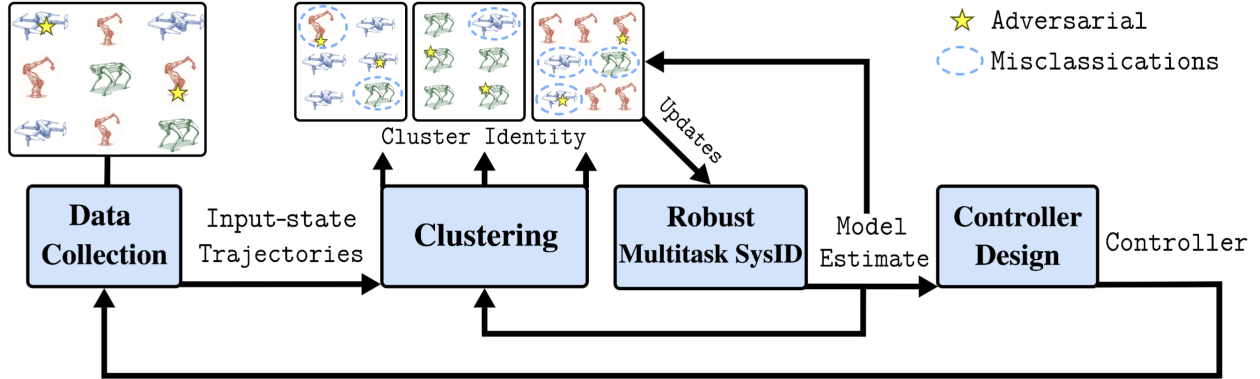 Adversarial
Misclassications
Cluster Identity
Updates
Data
Collection
Input-state
Trajectories
Clustering
Robust
Multitask SysID
Model
Estimate
Controller
Design
Controller